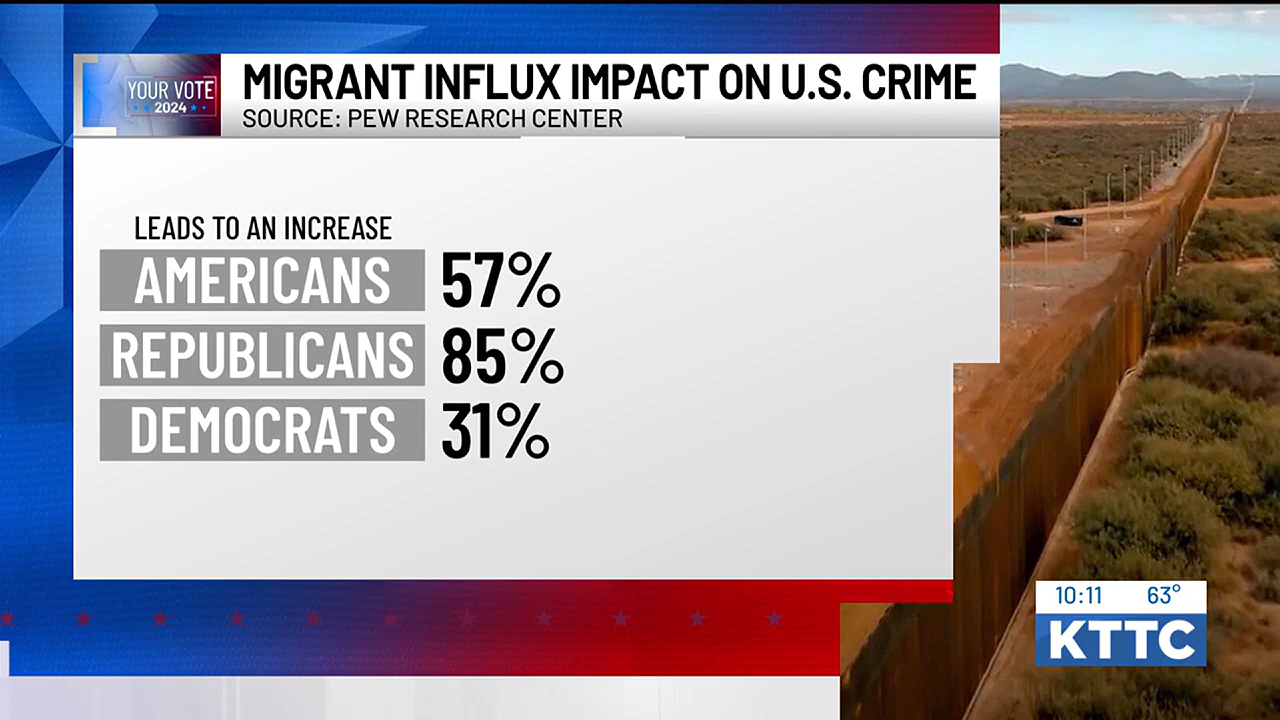 YOUR VOTE
2024
MIGRANT INFLUX IMPACT ON U.S. CRIME
SOURCE: PEW RESEARCH CENTER
LEADS TO AN INCREASE
AMERICANS 57%
REPUBLICANS 85%
DEMOCRATS 31%
10:11 63°
KTTC